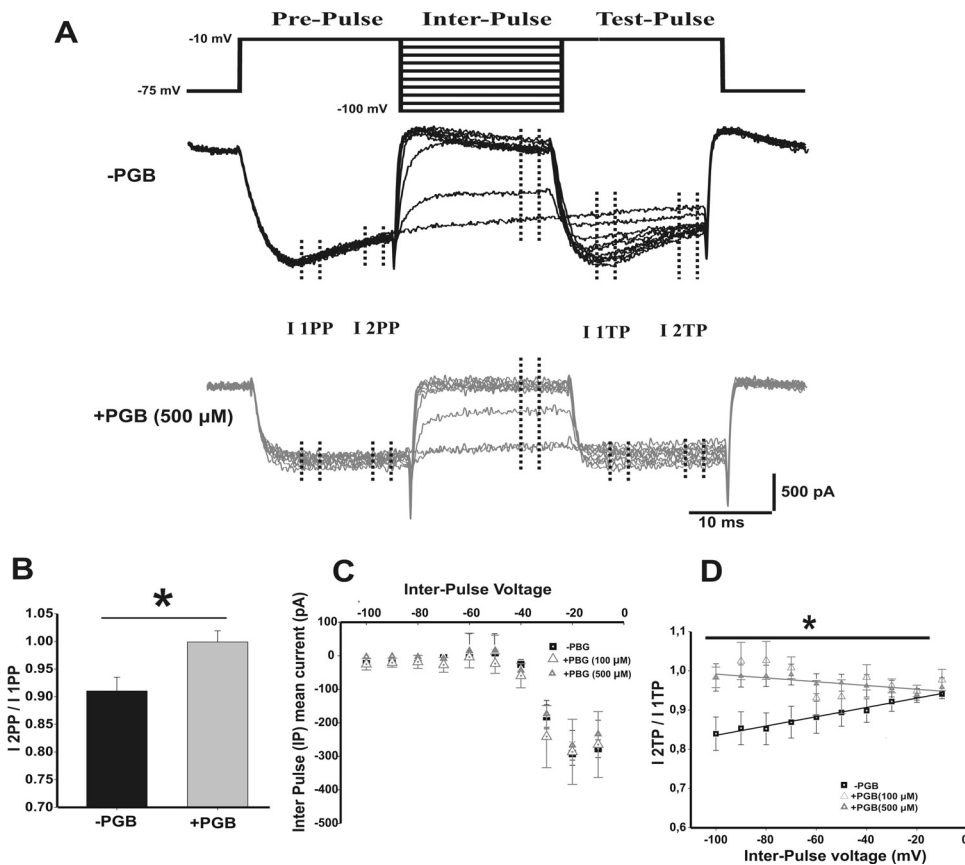 A
Pre-Pulse Inter-Pulse Test-Pulse
-10 mV
-75 mV
-100 mV
-PGB
I 1PP I 2PP I 1TP I 2TP
+PGB (500 µM)
500 pA
10 ms
B
*
I 2PP / I 1PP
1.05
1.00
0.95
0.90
0.85
0.80
0.75
0.70
-PGB +PGB
C
Inter-Pulse Voltage
-100 -80 -60 -40 -20 0
Inter Pulse (IP) mean current (pA)
100
0
-100
-200
-300
-400
-500
-PBG
+PBG (100 µM)
+PBG (500 µM)
D
*
I 2TP / I 1TP
1,1
1,0
0,9
0,8
0,7
0,6
-PGB
+PGB(100 µM)
+PGB(500 µM)
-100 -80 -60 -40 -20 0
Inter-Pulse voltage (mV)